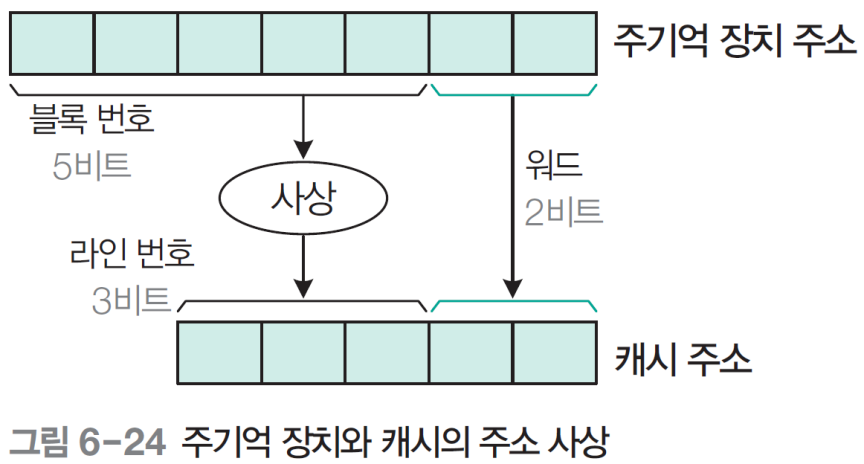 주기억 장치 주소
블록 번호
5비트
사상
워드
2비트
라인 번호
3비트
캐시 주소
그림 6-24 주기억 장치와 캐시의 주소 사상